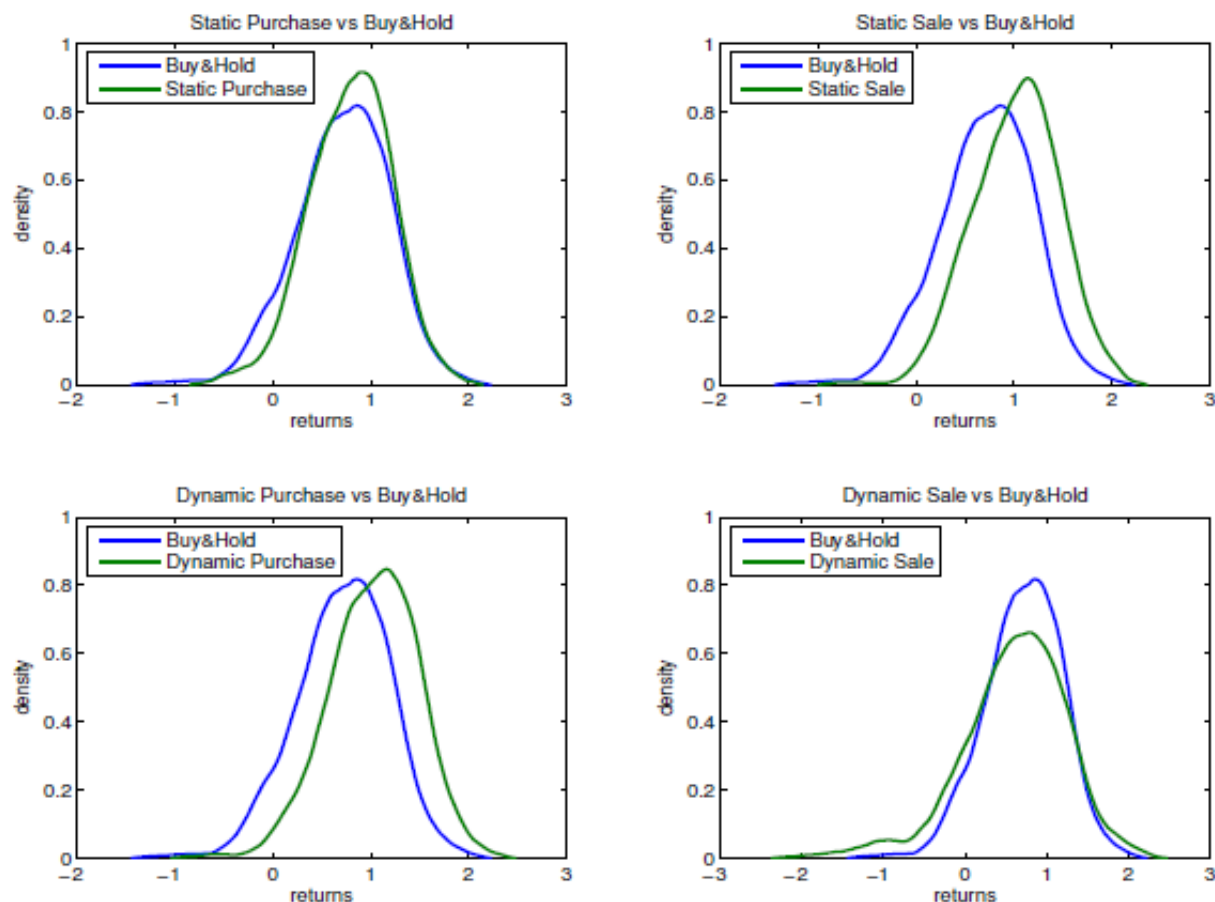 Static Purchase vs Buy&Hold
1
Buy&Hold
Static Purchase
0.8
0.6
0.4
0.2
0
density
−2 −1 0 1 2 3
returns
Static Sale vs Buy&Hold
1
Buy&Hold
Static Sale
0.8
0.6
0.4
0.2
0
density
−2 −1 0 1 2 3
returns
Dynamic Purchase vs Buy&Hold
1
Buy&Hold
Dynamic Purchase
0.8
0.6
0.4
0.2
0
density
−2 −1 0 1 2 3
returns
Dynamic Sale vs Buy&Hold
1
Buy&Hold
Dynamic Sale
0.8
0.6
0.4
0.2
0
density
−3 −2 −1 0 1 2 3
returns